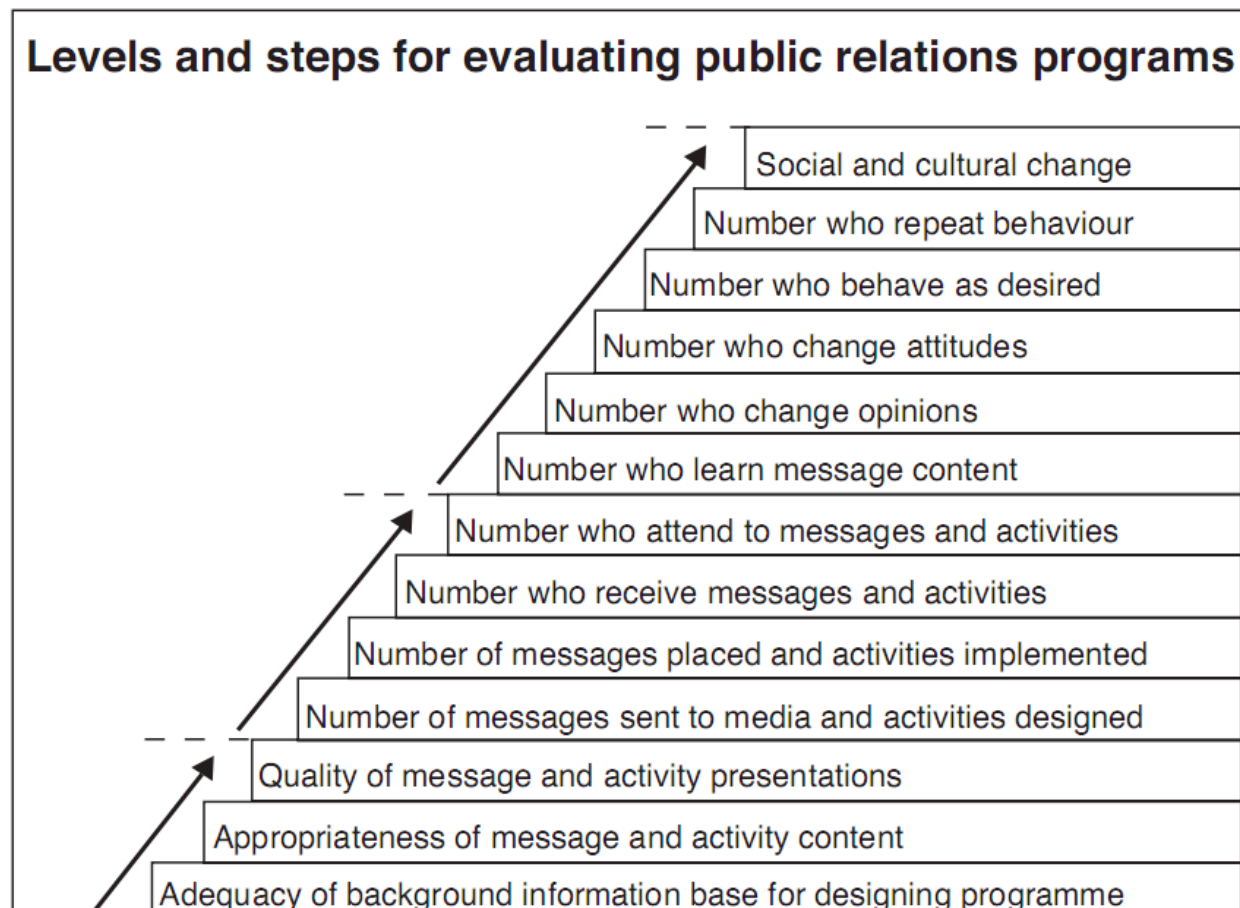 Levels and steps for evaluating public relations programs
Social and cultural change
Number who repeat behaviour
Number who behave as desired
Number who change attitudes
Number who change opinions
Number who learn message content
Number who attend to messages and activities
Number who receive messages and activities
Number of messages placed and activities implemented
Number of messages sent to media and activities designed
Quality of message and activity presentations
Appropriateness of message and activity content
Adequacy of background information base for designing programme